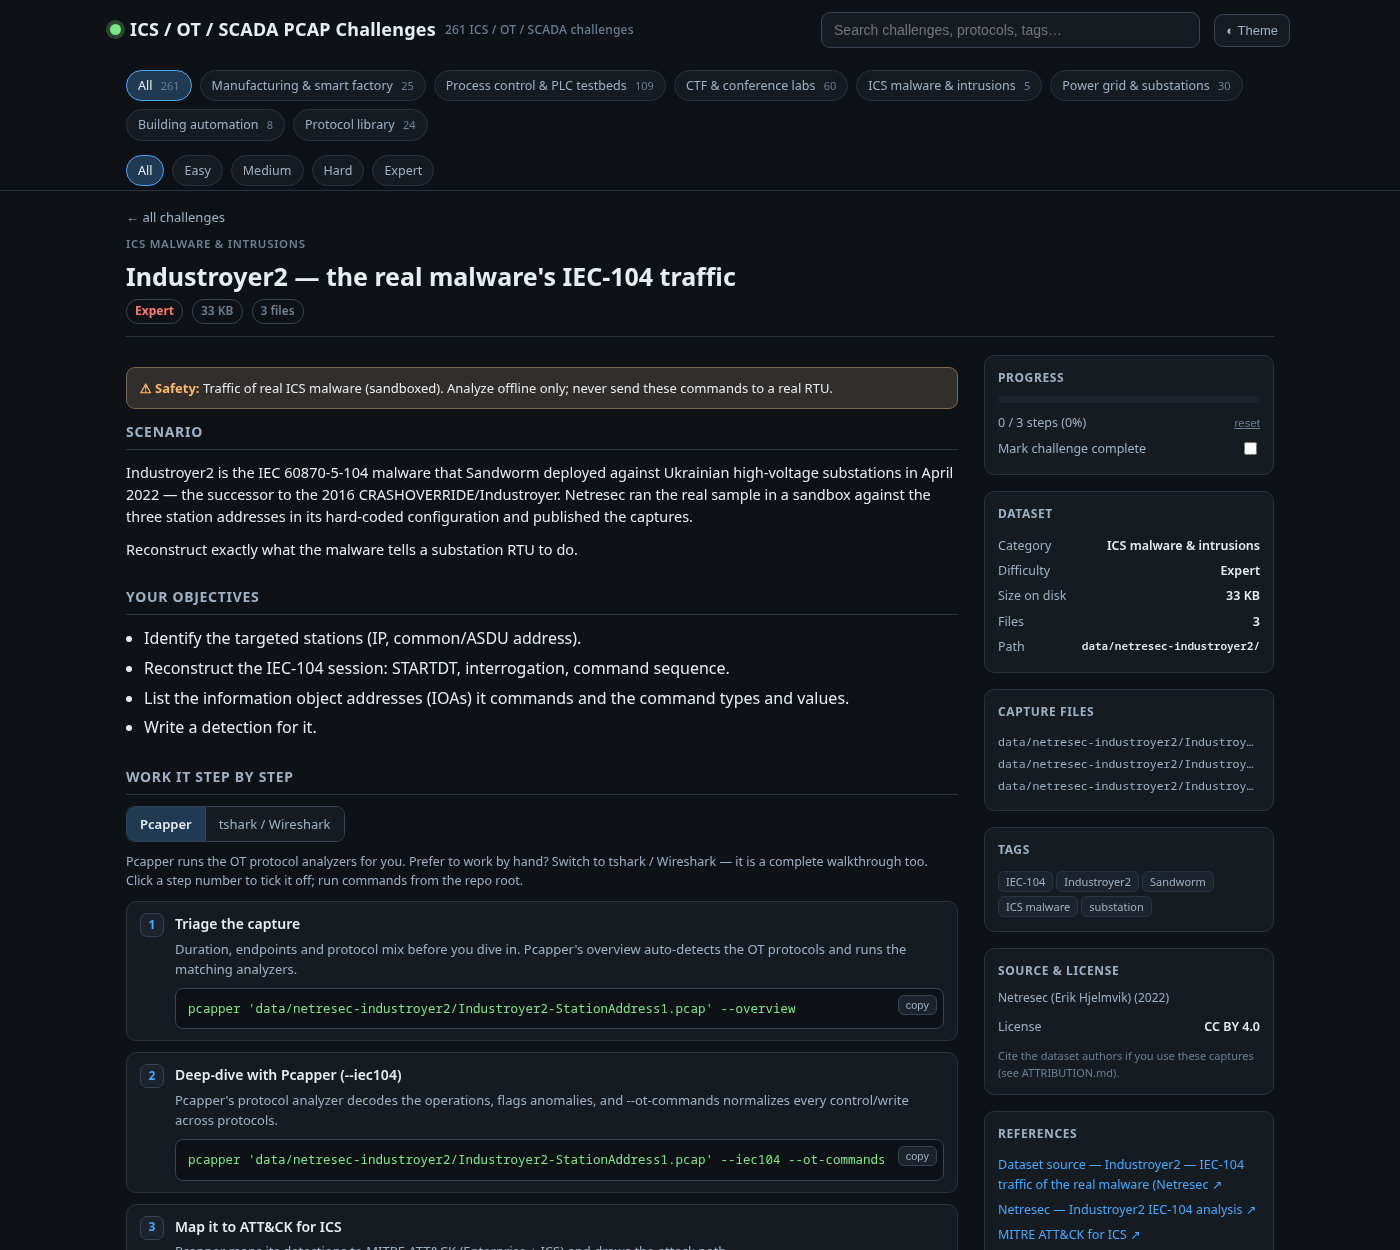 ICS / OT / SCADA PCAP Challenges 261 ICS / OT / SCADA challenges
Search challenges, protocols, tags…
Theme
All 261 Manufacturing & smart factory 25 Process control & PLC testbeds 109 CTF & conference labs 60 ICS malware & intrusions 5 Power grid & substations 30
Building automation 8 Protocol library 24
All Easy Medium Hard Expert
← all challenges
ICS MALWARE & INTRUSIONS
Industroyer2 — the real malware's IEC-104 traffic
Expert 33 KB 3 files
⚠ Safety: Traffic of real ICS malware (sandboxed). Analyze offline only; never send these commands to a real RTU.
SCENARIO
Industroyer2 is the IEC 60870-5-104 malware that Sandworm deployed against Ukrainian high-voltage substations in April
2022 — the successor to the 2016 CRASHOVERRIDE/Industroyer. Netresec ran the real sample in a sandbox against the
three station addresses in its hard-coded configuration and published the captures.
Reconstruct exactly what the malware tells a substation RTU to do.
YOUR OBJECTIVES
• Identify the targeted stations (IP, common/ASDU address).
• Reconstruct the IEC-104 session: STARTDT, interrogation, command sequence.
• List the information object addresses (IOAs) it commands and the command types and values.
• Write a detection for it.
WORK IT STEP BY STEP
Pcapper tshark / Wireshark
Pcapper runs the OT protocol analyzers for you. Prefer to work by hand? Switch to tshark / Wireshark — it is a complete walkthrough too.
Click a step number to tick it off; run commands from the repo root.
1 Triage the capture
Duration, endpoints and protocol mix before you dive in. Pcapper's overview auto-detects the OT protocols and runs the
matching analyzers.
pcapper 'data/netresec-industroyer2/Industroyer2-StationAddress1.pcap' --overview
copy
2 Deep-dive with Pcapper (--iec104)
Pcapper's protocol analyzer decodes the operations, flags anomalies, and --ot-commands normalizes every control/write
across protocols.
pcapper 'data/netresec-industroyer2/Industroyer2-StationAddress1.pcap' --iec104 --ot-commands
copy
3 Map it to ATT&CK for ICS
Pcapper maps its detections to MITRE ATT&CK (Enterprise + ICS) and draws the attack path.
PROGRESS
0 / 3 steps (0%) reset
Mark challenge complete
DATASET
Category ICS malware & intrusions
Difficulty Expert
Size on disk 33 KB
Files 3
Path data/netresec-industroyer2/
CAPTURE FILES
data/netresec-industroyer2/Industroy…
data/netresec-industroyer2/Industroy…
data/netresec-industroyer2/Industroy…
TAGS
IEC-104 Industroyer2 Sandworm
ICS malware substation
SOURCE & LICENSE
Netresec (Erik Hjelmvik) (2022)
License CC BY 4.0
Cite the dataset authors if you use these captures
(see ATTRIBUTION.md).
REFERENCES
Dataset source — Industroyer2 — IEC-104
traffic of the real malware (Netresec ↗
Netresec — Industroyer2 IEC-104 analysis ↗
MITRE ATT&CK for ICS ↗